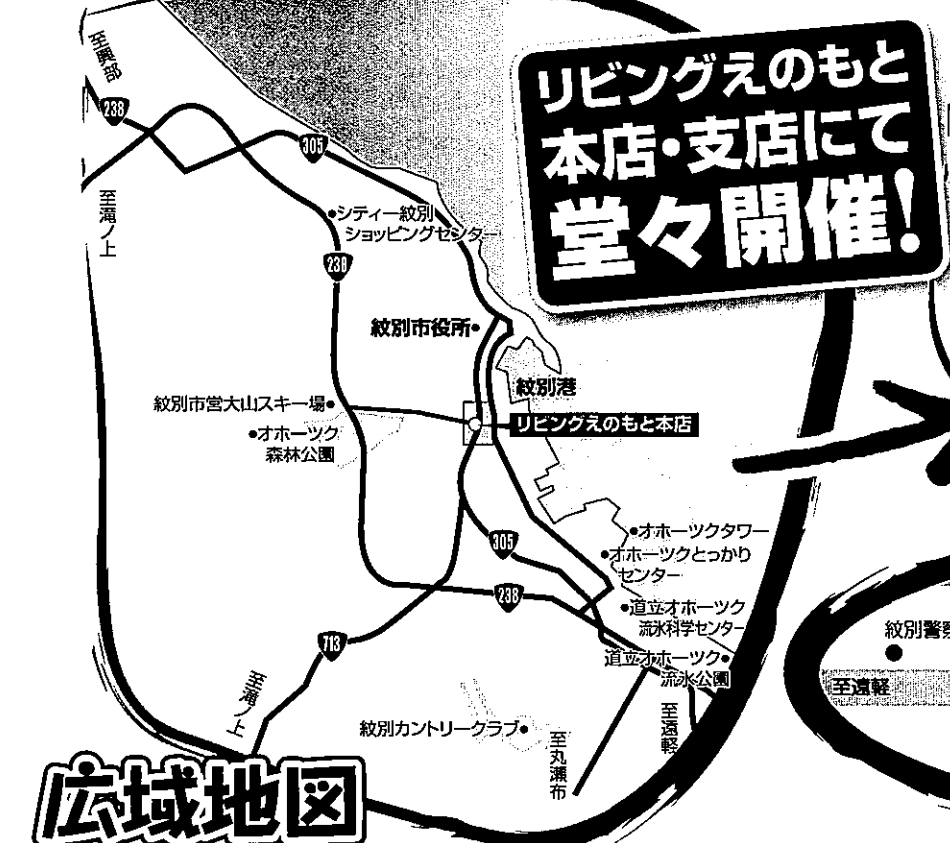 至興部
238
305
リビングえのもと
本店・支店にて
堂々開催!
至滝ノ上
シティー紋別
ショッピングセンター
238
紋別市役所
紋別港
紋別市営大山スキー場
リビングえのもと本店
オホーツク
森林公園
オホーツクタワー
305
オホーツクとっかり
センター
238
道立オホーツク
流氷科学センター
紋別警察
713
道立オホーツク
流氷公園
至遠軽
至滝ノ上
至遠軽
紋別カントリークラブ
至丸瀬布
広域地図